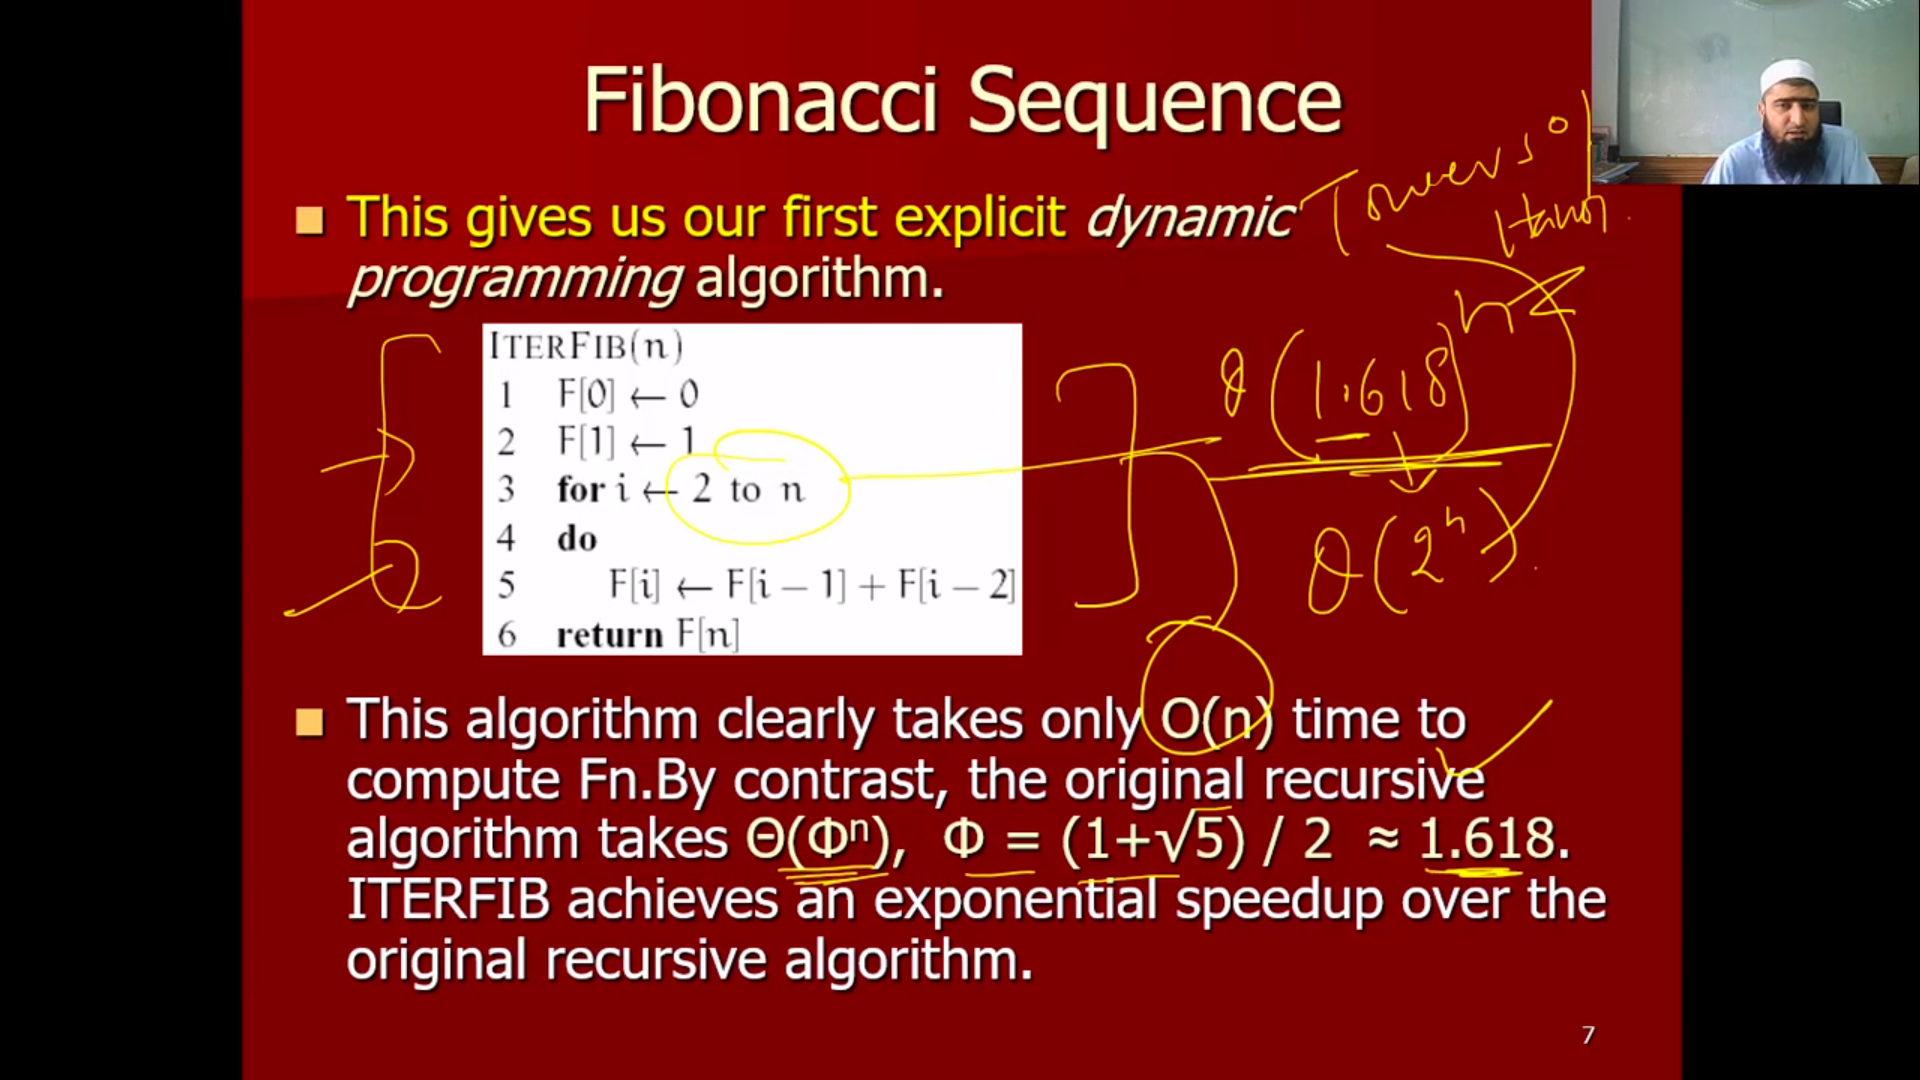 Fibonacci Sequence
Towers of
Hanoi.
This gives us our first explicit dynamic
programming algorithm.
ITERFIB(n)
1 F[0] ← 0
2 F[1] ← 1
3 for i ← 2 to n
4 do
5 F[i] ← F[i − 1] + F[i − 2]
6 return F[n]
θ(1.618)ⁿ
θ(2ⁿ).
This algorithm clearly takes only O(n) time to
compute Fn.By contrast, the original recursive
algorithm takes Θ(Φⁿ), Φ = (1+√5) / 2 ≈ 1.618.
ITERFIB achieves an exponential speedup over the
original recursive algorithm.
7